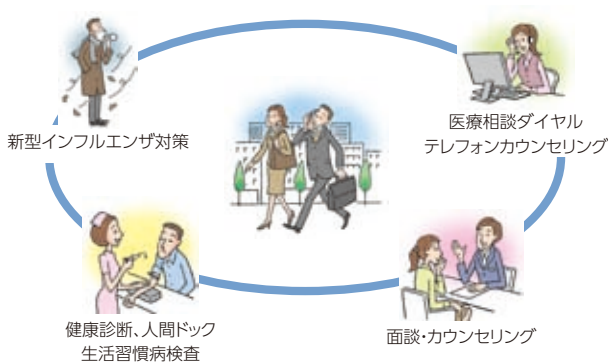 新型インフルエンザ対策
医療相談ダイヤル
テレフォンカウンセリング
健康診断、人間ドック
生活習慣病検査
面談・カウンセリング